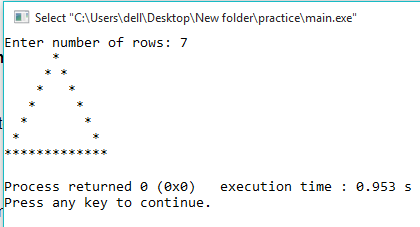 Select "C:\Users\dell\Desktop\New folder\practice\main.exe"
Enter number of rows: 7
      *
     * *
    *   *
   *     *
  *       *
 *         *
*************
Process returned 0 (0x0)   execution time : 0.953 s
Press any key to continue.